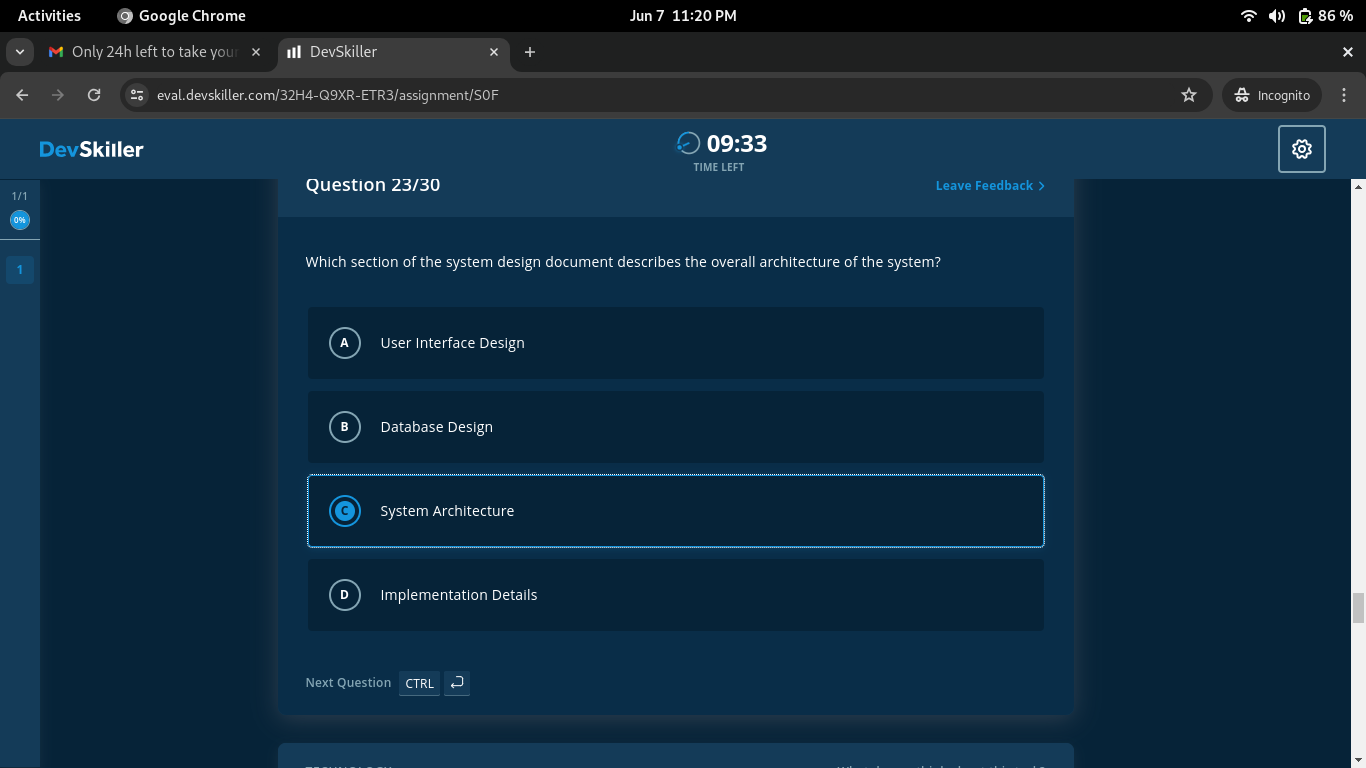 Activities Google Chrome Jun 7 11:20 PM 86 %
Only 24h left to take your DevSkiller
eval.devskiller.com/32H4-Q9XR-ETR3/assignment/S0F Incognito
DevSkiller 09:33
TIME LEFT
Question 23/30 Leave Feedback
1/1
0%
1
Which section of the system design document describes the overall architecture of the system?
A User Interface Design
B Database Design
C System Architecture
D Implementation Details
Next Question CTRL